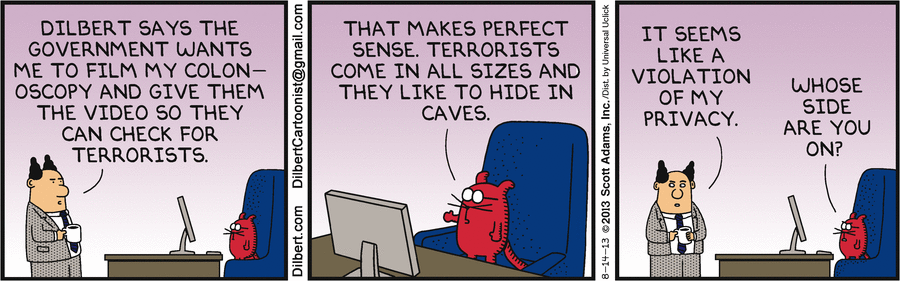 DILBERT SAYS THE
GOVERNMENT WANTS
ME TO FILM MY COLON-
OSCOPY AND GIVE THEM
THE VIDEO SO THEY
CAN CHECK FOR
TERRORISTS.
Dilbert.com DilbertCartoonist@gmail.com
THAT MAKES PERFECT
SENSE. TERRORISTS
COME IN ALL SIZES AND
THEY LIKE TO HIDE IN
CAVES.
8-14-13 ©2013 Scott Adams, Inc./Dist. by Universal Uclick
IT SEEMS
LIKE A
VIOLATION
OF MY
PRIVACY.
WHOSE
SIDE
ARE YOU
ON?